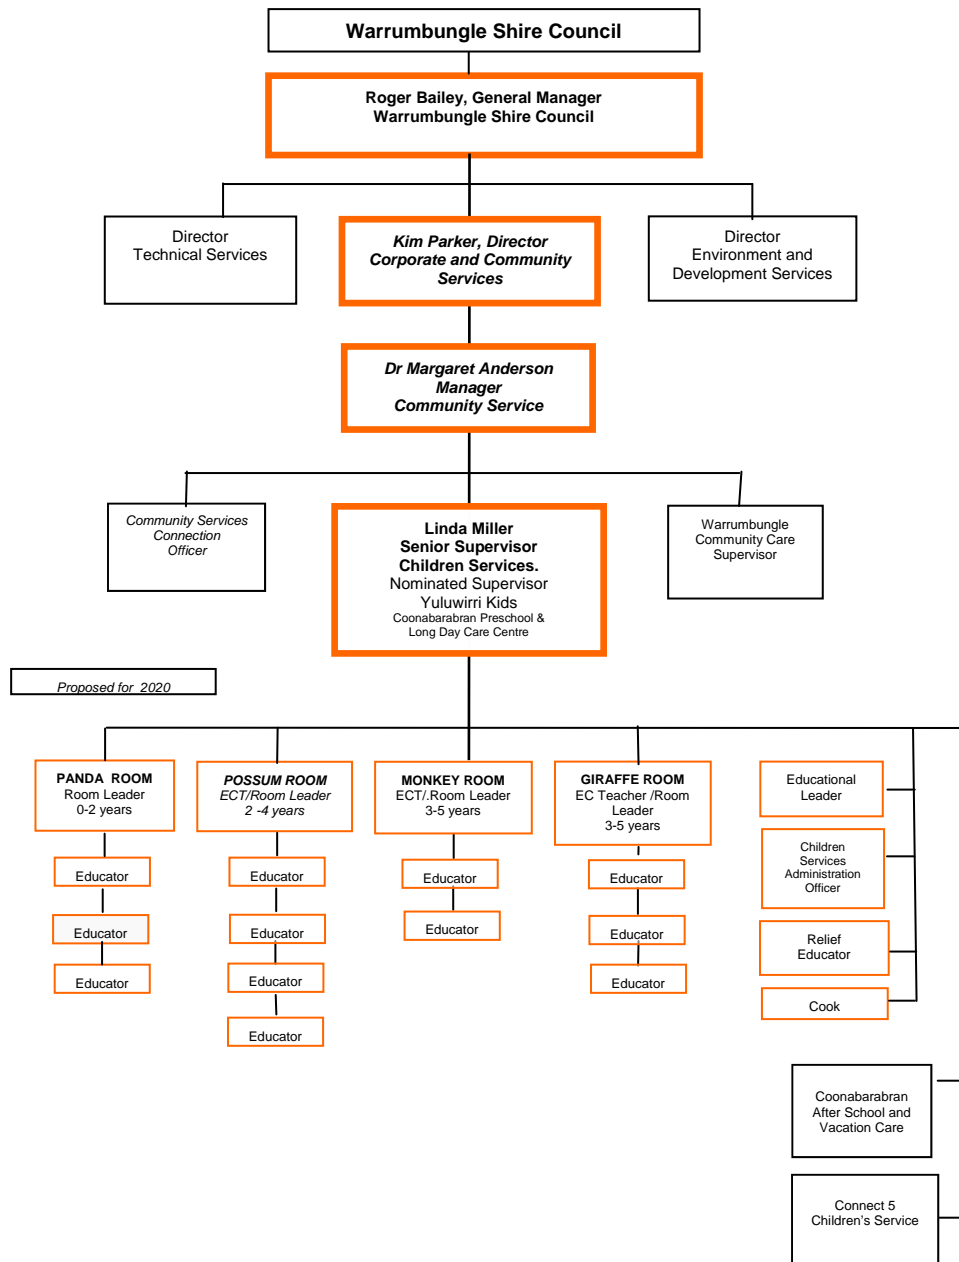 Warrumbungle Shire Council
Roger Bailey, General Manager
Warrumbungle Shire Council
Director
Technical Services
Kim Parker, Director
Corporate and Community
Services
Director
Environment and
Development Services
Dr Margaret Anderson
Manager
Community Service
Community Services
Connection
Officer
Linda Miller
Senior Supervisor
Children Services.
Nominated Supervisor
Yuluwirri Kids
Coonabarabran Preschool &
Long Day Care Centre
Warrumbungle
Community Care
Supervisor
Proposed for 2020
PANDA ROOM
Room Leader
0-2 years
Educator
Educator
Educator
POSSUM ROOM
ECT/Room Leader
2 -4 years
Educator
Educator
Educator
Educator
MONKEY ROOM
ECT/.Room Leader
3-5 years
Educator
Educator
GIRAFFE ROOM
EC Teacher /Room
Leader
3-5 years
Educator
Educator
Educator
Educational
Leader
Children
Services
Administration
Officer
Relief
Educator
Cook
Coonabarabran
After School and
Vacation Care
Connect 5
Children's Service